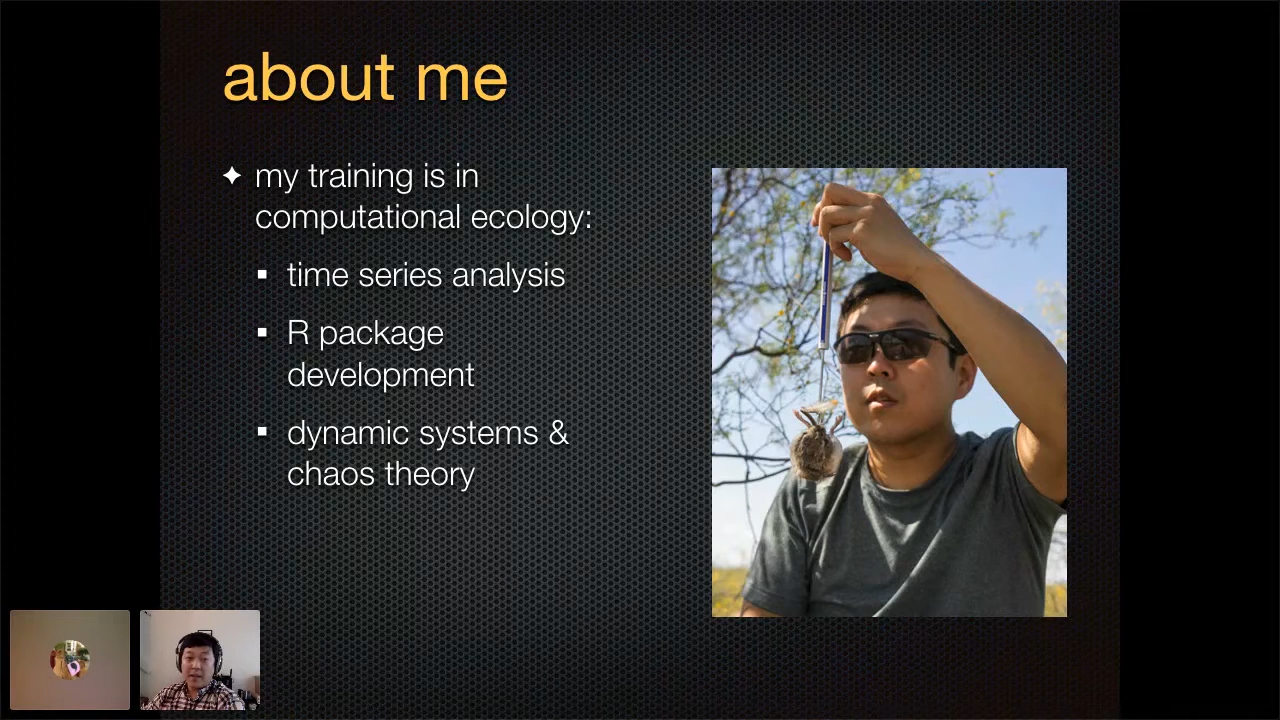 about me
my training is in
computational ecology:
time series analysis
R package
development
dynamic systems &
chaos theory